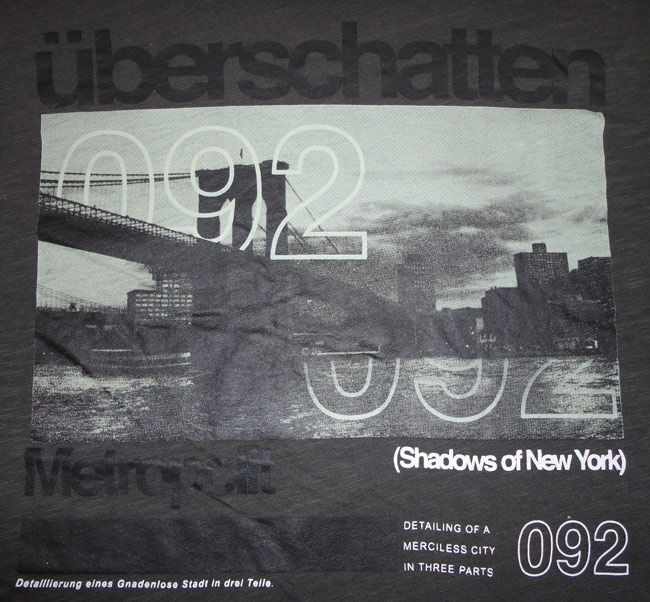 überschatten
092
092
Metropolit
(Shadows of New York)
DETAILING OF A
MERCILESS CITY
IN THREE PARTS
092
Detaillierung eines Gnadenlose Stadt in drei Teile.